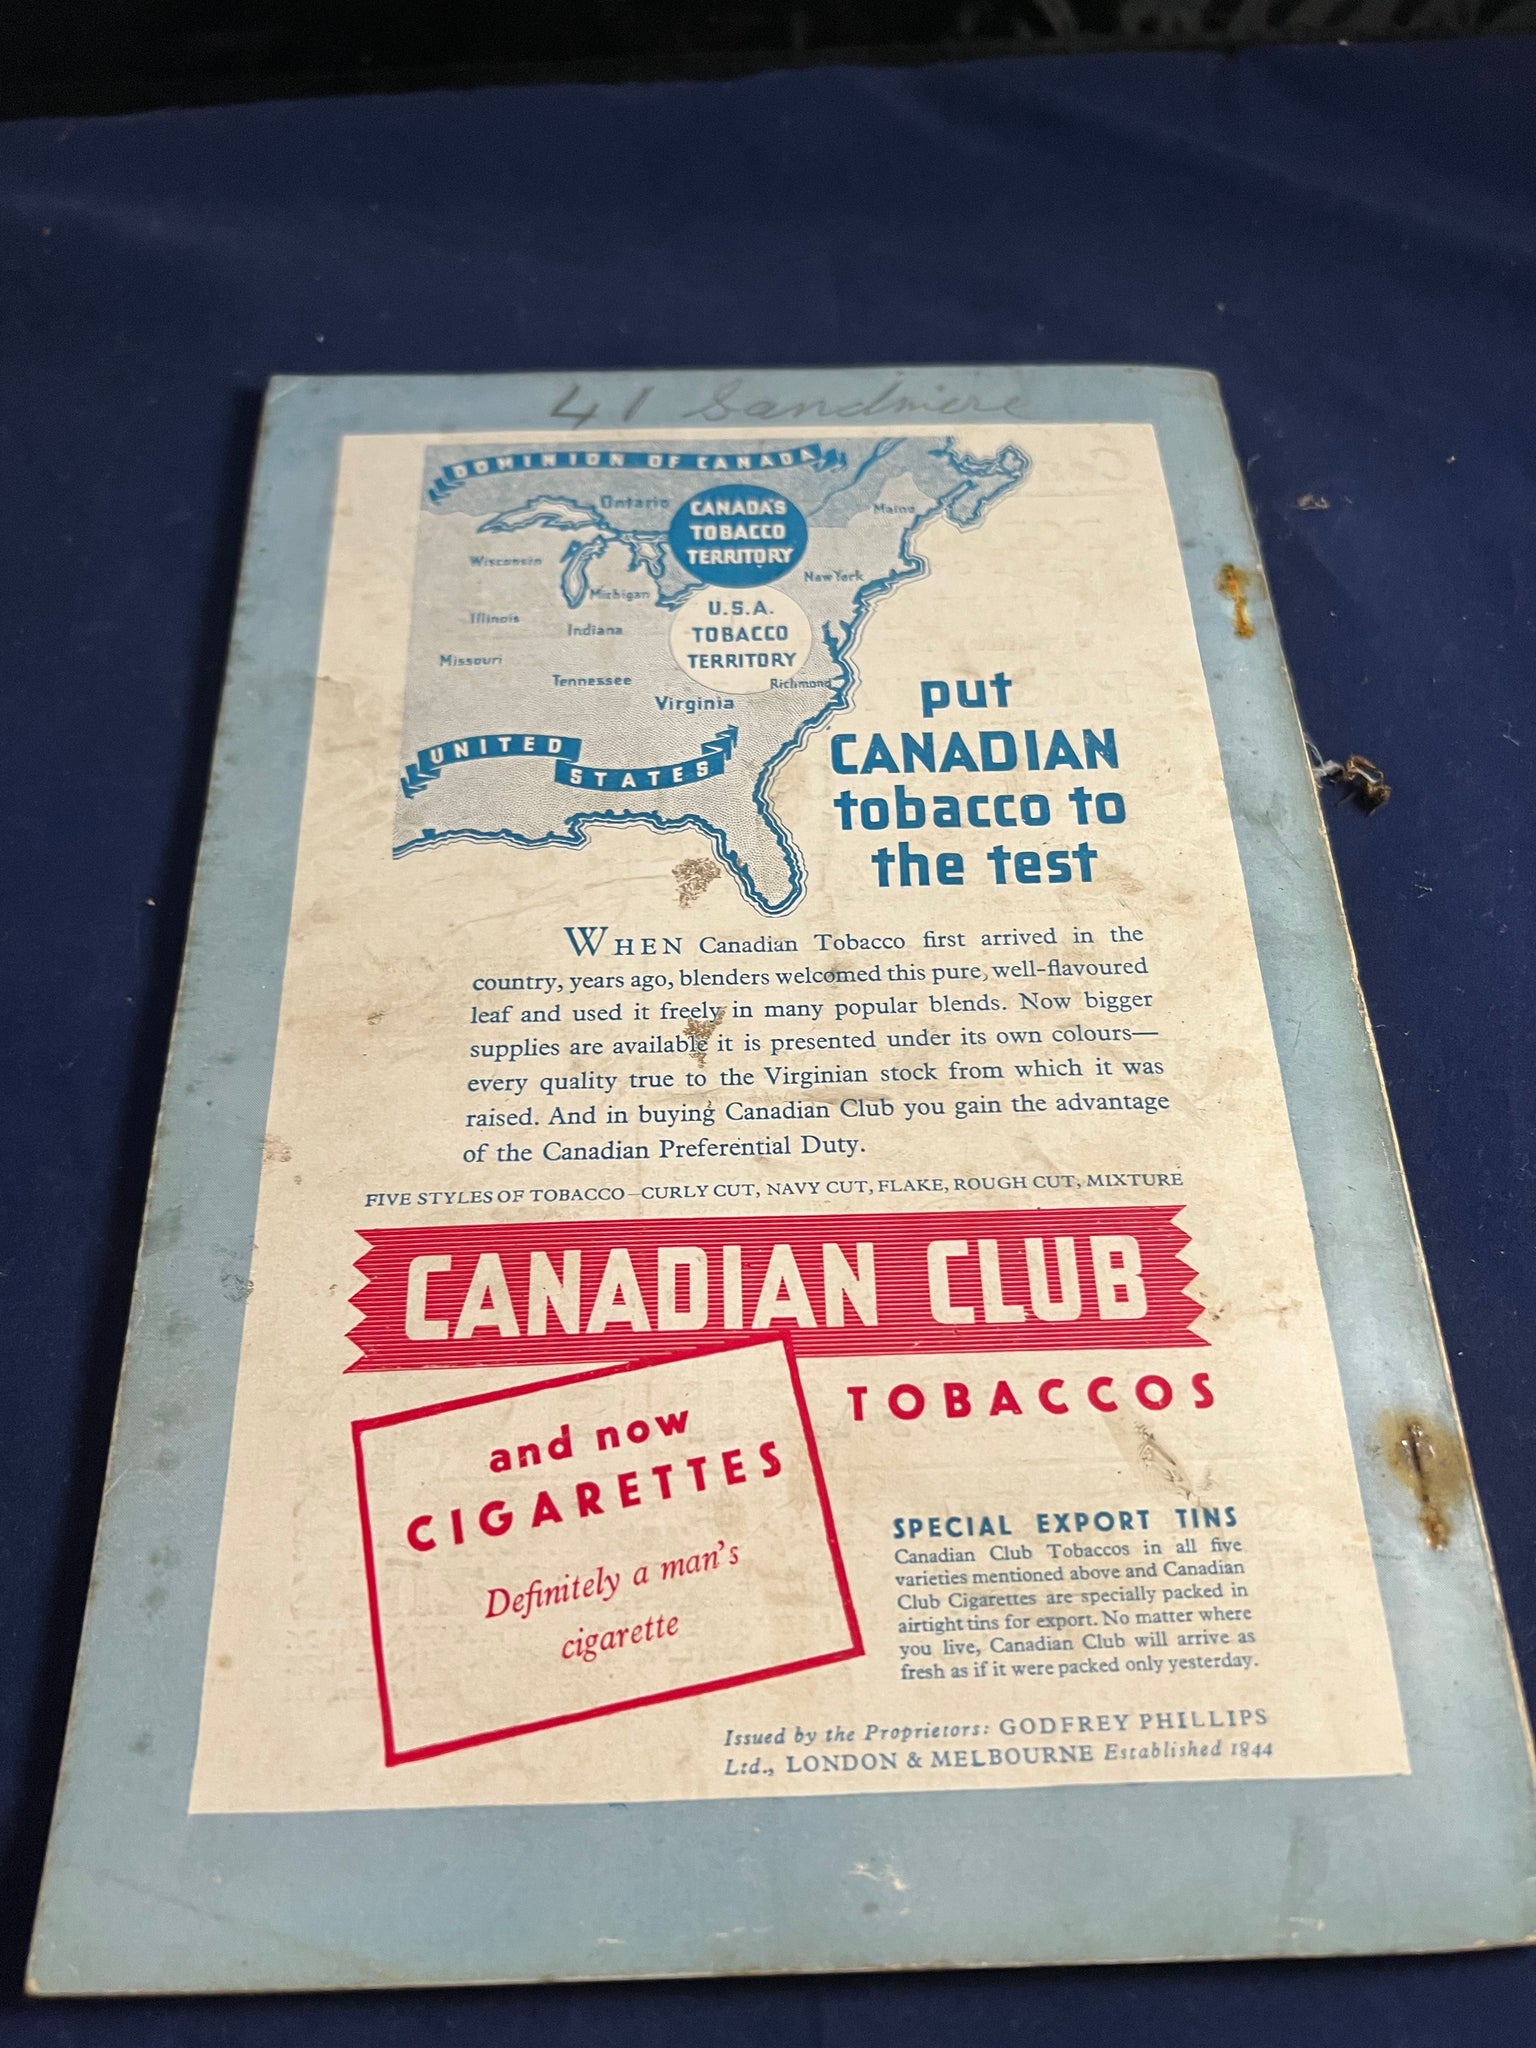 41 Sandmere
DOMINION OF CANADA
Ontario
CANADA'S
TOBACCO
TERRITORY
Maine
Wisconsin
Michigan
New York
U.S.A.
TOBACCO
TERRITORY
Illinois
Indiana
Missouri
Tennessee
Richmond
Virginia
UNITED
STATES
put
CANADIAN
tobacco to
the test
WHEN Canadian Tobacco first arrived in the
country, years ago, blenders welcomed this pure, well-flavoured
leaf and used it freely in many popular blends. Now bigger
supplies are available it is presented under its own colours—
every quality true to the Virginian stock from which it was
raised. And in buying Canadian Club you gain the advantage
of the Canadian Preferential Duty.
FIVE STYLES OF TOBACCO—CURLY CUT, NAVY CUT, FLAKE, ROUGH CUT, MIXTURE
CANADIAN CLUB
TOBACCOS
and now
CIGARETTES
Definitely a man's
cigarette
SPECIAL EXPORT TINS
Canadian Club Tobaccos in all five
varieties mentioned above and Canadian
Club Cigarettes are specially packed in
airtight tins for export. No matter where
you live, Canadian Club will arrive as
fresh as if it were packed only yesterday.
Issued by the Proprietors: GODFREY PHILLIPS
Ltd., LONDON & MELBOURNE Established 1844